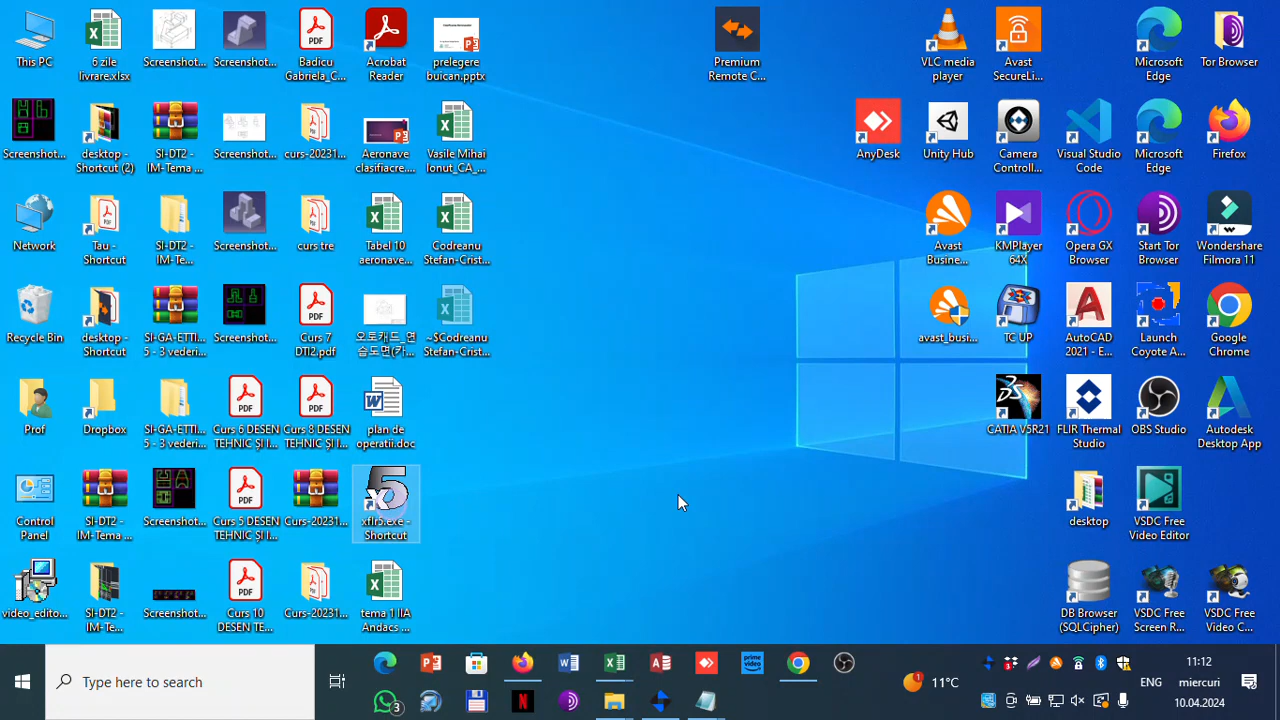 This PC
6 zile
livrare.xlsx
Screenshot...
Screenshot...
Badicu
Gabriela_C...
Acrobat
Reader
prelegere
buican.pptx
Premium
Remote C...
VLC media
player
Avast
SecureLi...
Microsoft
Edge
Tor Browser
Screenshot...
desktop -
Shortcut (2)
SI-DT2 -
IM-Tema ...
Screenshot...
curs-20231...
Aeronave
clasifiacre...
Vasile Mihai
Ionut_CA_...
AnyDesk
Unity Hub
Camera
Controll...
Visual Studio
Code
Microsoft
Edge
Firefox
Network
Tau -
Shortcut
SI-DT2 -
IM-Te...
Screenshot...
curs tre
Tabel 10
aeronave...
Codreanu
Stefan-Crist...
Avast
Busine...
KMPlayer
64X
Opera GX
Browser
Start Tor
Browser
Wondershare
Filmora 11
Recycle Bin
desktop -
Shortcut
SI-GA-ETTI...
5 - 3 vederi...
Screenshot...
Curs 7
DTI2.pdf
오토캐드_연
습도면(카...
~$Codreanu
Stefan-Crist...
avast_busi...
TC UP
AutoCAD
2021 - E...
Launch
Coyote A...
Google
Chrome
Prof
Dropbox
SI-GA-ETTI...
5 - 3 vederi...
Curs 6 DESEN
TEHNIC ȘI I...
Curs 8 DESEN
TEHNIC ȘI I...
plan de
operatii.doc
CATIA V5R21
FLIR Thermal
Studio
OBS Studio
Autodesk
Desktop App
Control
Panel
SI-DT2 -
IM-Tema ...
Screenshot...
Curs 5 DESEN
TEHNIC ȘI I...
Curs-20231...
xflr5.exe -
Shortcut
desktop
VSDC Free
Video Editor
video_edito...
SI-DT2 -
IM-Te...
Screenshot...
Curs 10
DESEN TE...
Curs-20231...
tema 1 IIA
Andacs ...
DB Browser
(SQLCipher)
VSDC Free
Screen R...
VSDC Free
Video C...
Type here to search
11°C
ENG
11:12
miercuri
10.04.2024